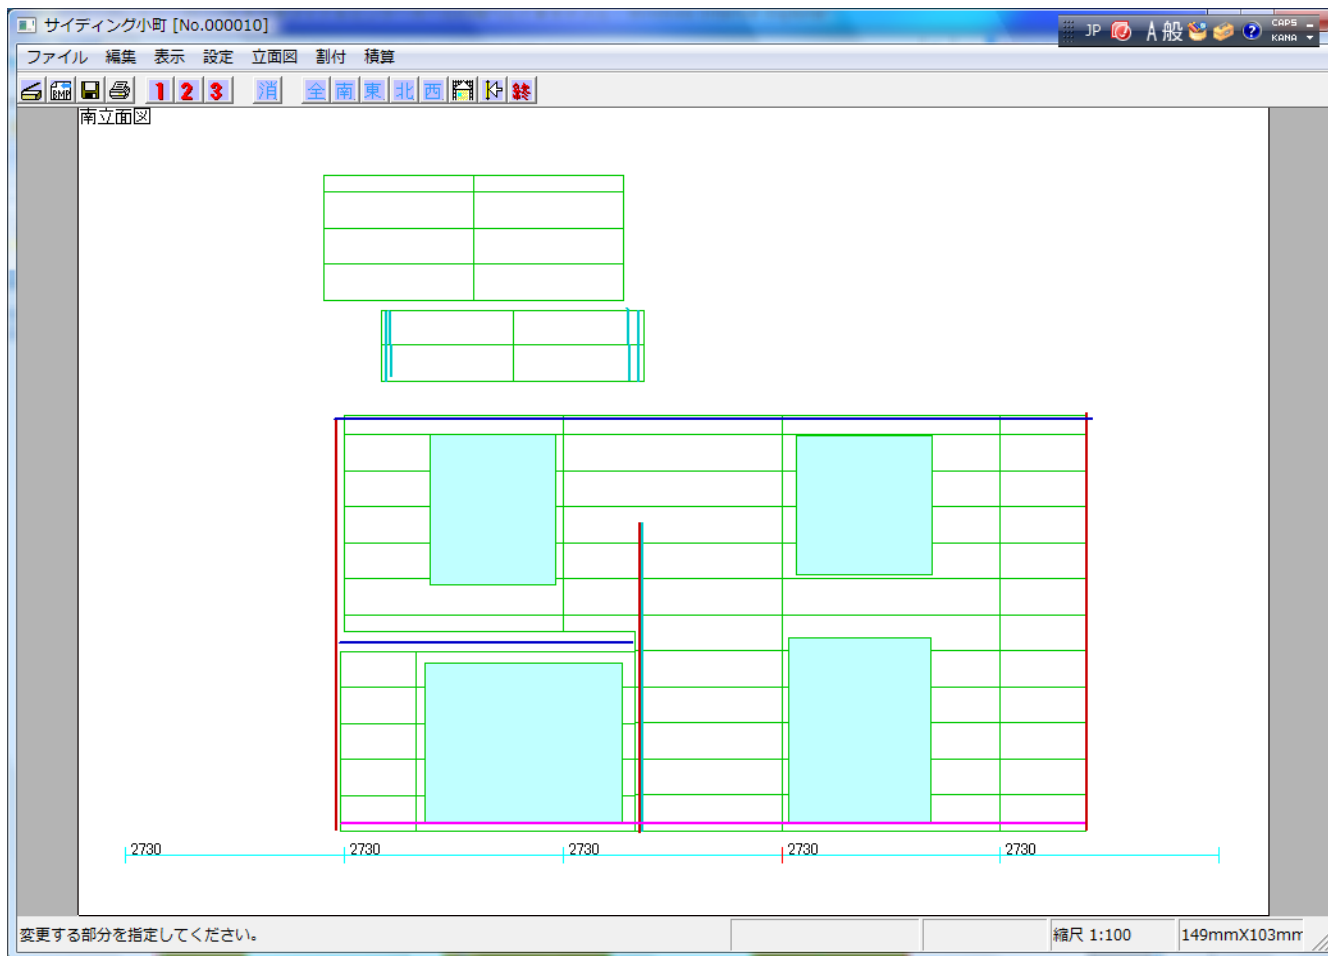 サイディング小町 [No.000010]
JP A 般 ? CAPS KANA
ファイル 編集 表示 設定 立面図 割付 積算
BMP 1 2 3 消 全 南 東 北 西 終
南立面図
2730 2730 2730 2730 2730
変更する部分を指定してください。 縮尺 1:100 149mmX103mm